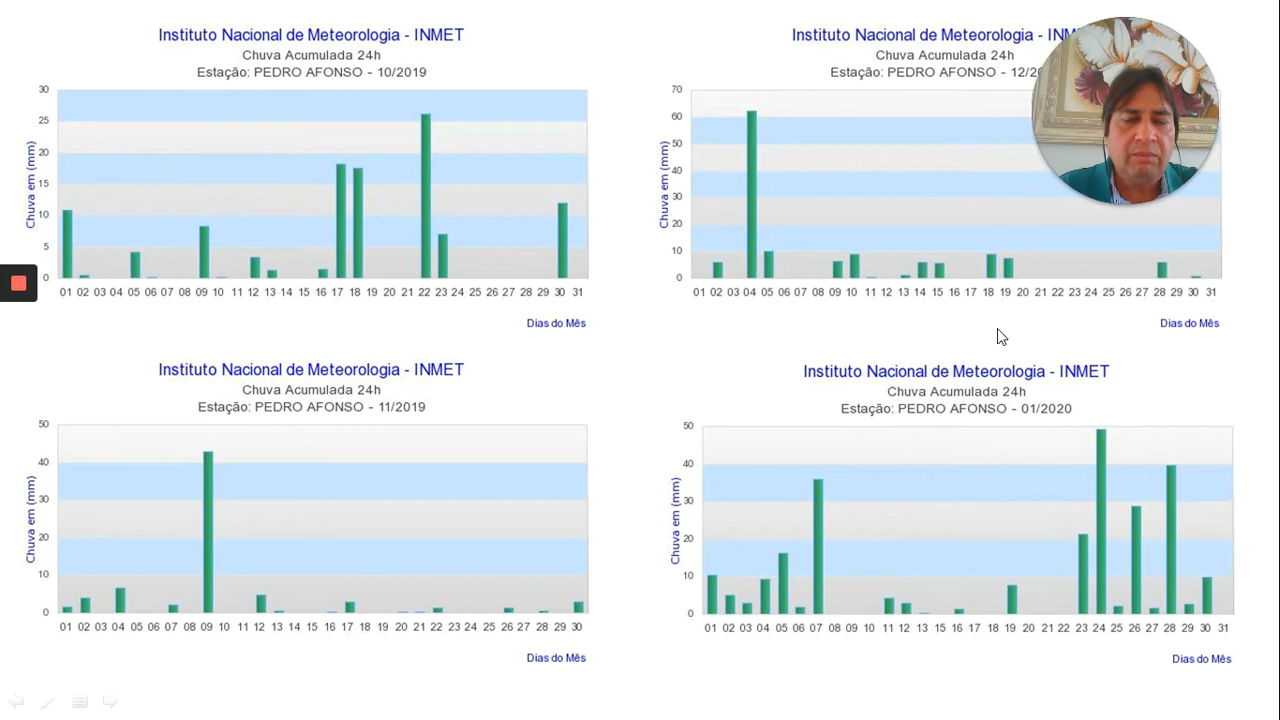 Instituto Nacional de Meteorologia - INMET
Chuva Acumulada 24h
Estação: PEDRO AFONSO - 10/2019
Chuva em (mm)
30
25
20
15
10
5
0
01 02 03 04 05 06 07 08 09 10 11 12 13 14 15 16 17 18 19 20 21 22 23 24 25 26 27 28 29 30 31
Dias do Mês
Instituto Nacional de Meteorologia -
Chuva Acumulada 24h
Estação: PEDRO AFONSO - 12/
Chuva em (mm)
70
60
50
40
30
20
10
0
01 02 03 04 05 06 07 08 09 10 11 12 13 14 15 16 17 18 19 20 21 22 23 24 25 26 27 28 29 30 31
Dias do Mês
Instituto Nacional de Meteorologia - INMET
Chuva Acumulada 24h
Estação: PEDRO AFONSO - 11/2019
Chuva em (mm)
50
40
30
20
10
0
01 02 03 04 05 06 07 08 09 10 11 12 13 14 15 16 17 18 19 20 21 22 23 24 25 26 27 28 29 30
Dias do Mês
Instituto Nacional de Meteorologia - INMET
Chuva Acumulada 24h
Estação: PEDRO AFONSO - 01/2020
Chuva em (mm)
50
40
30
20
10
0
01 02 03 04 05 06 07 08 09 10 11 12 13 14 15 16 17 18 19 20 21 22 23 24 25 26 27 28 29 30 31
Dias do Mês